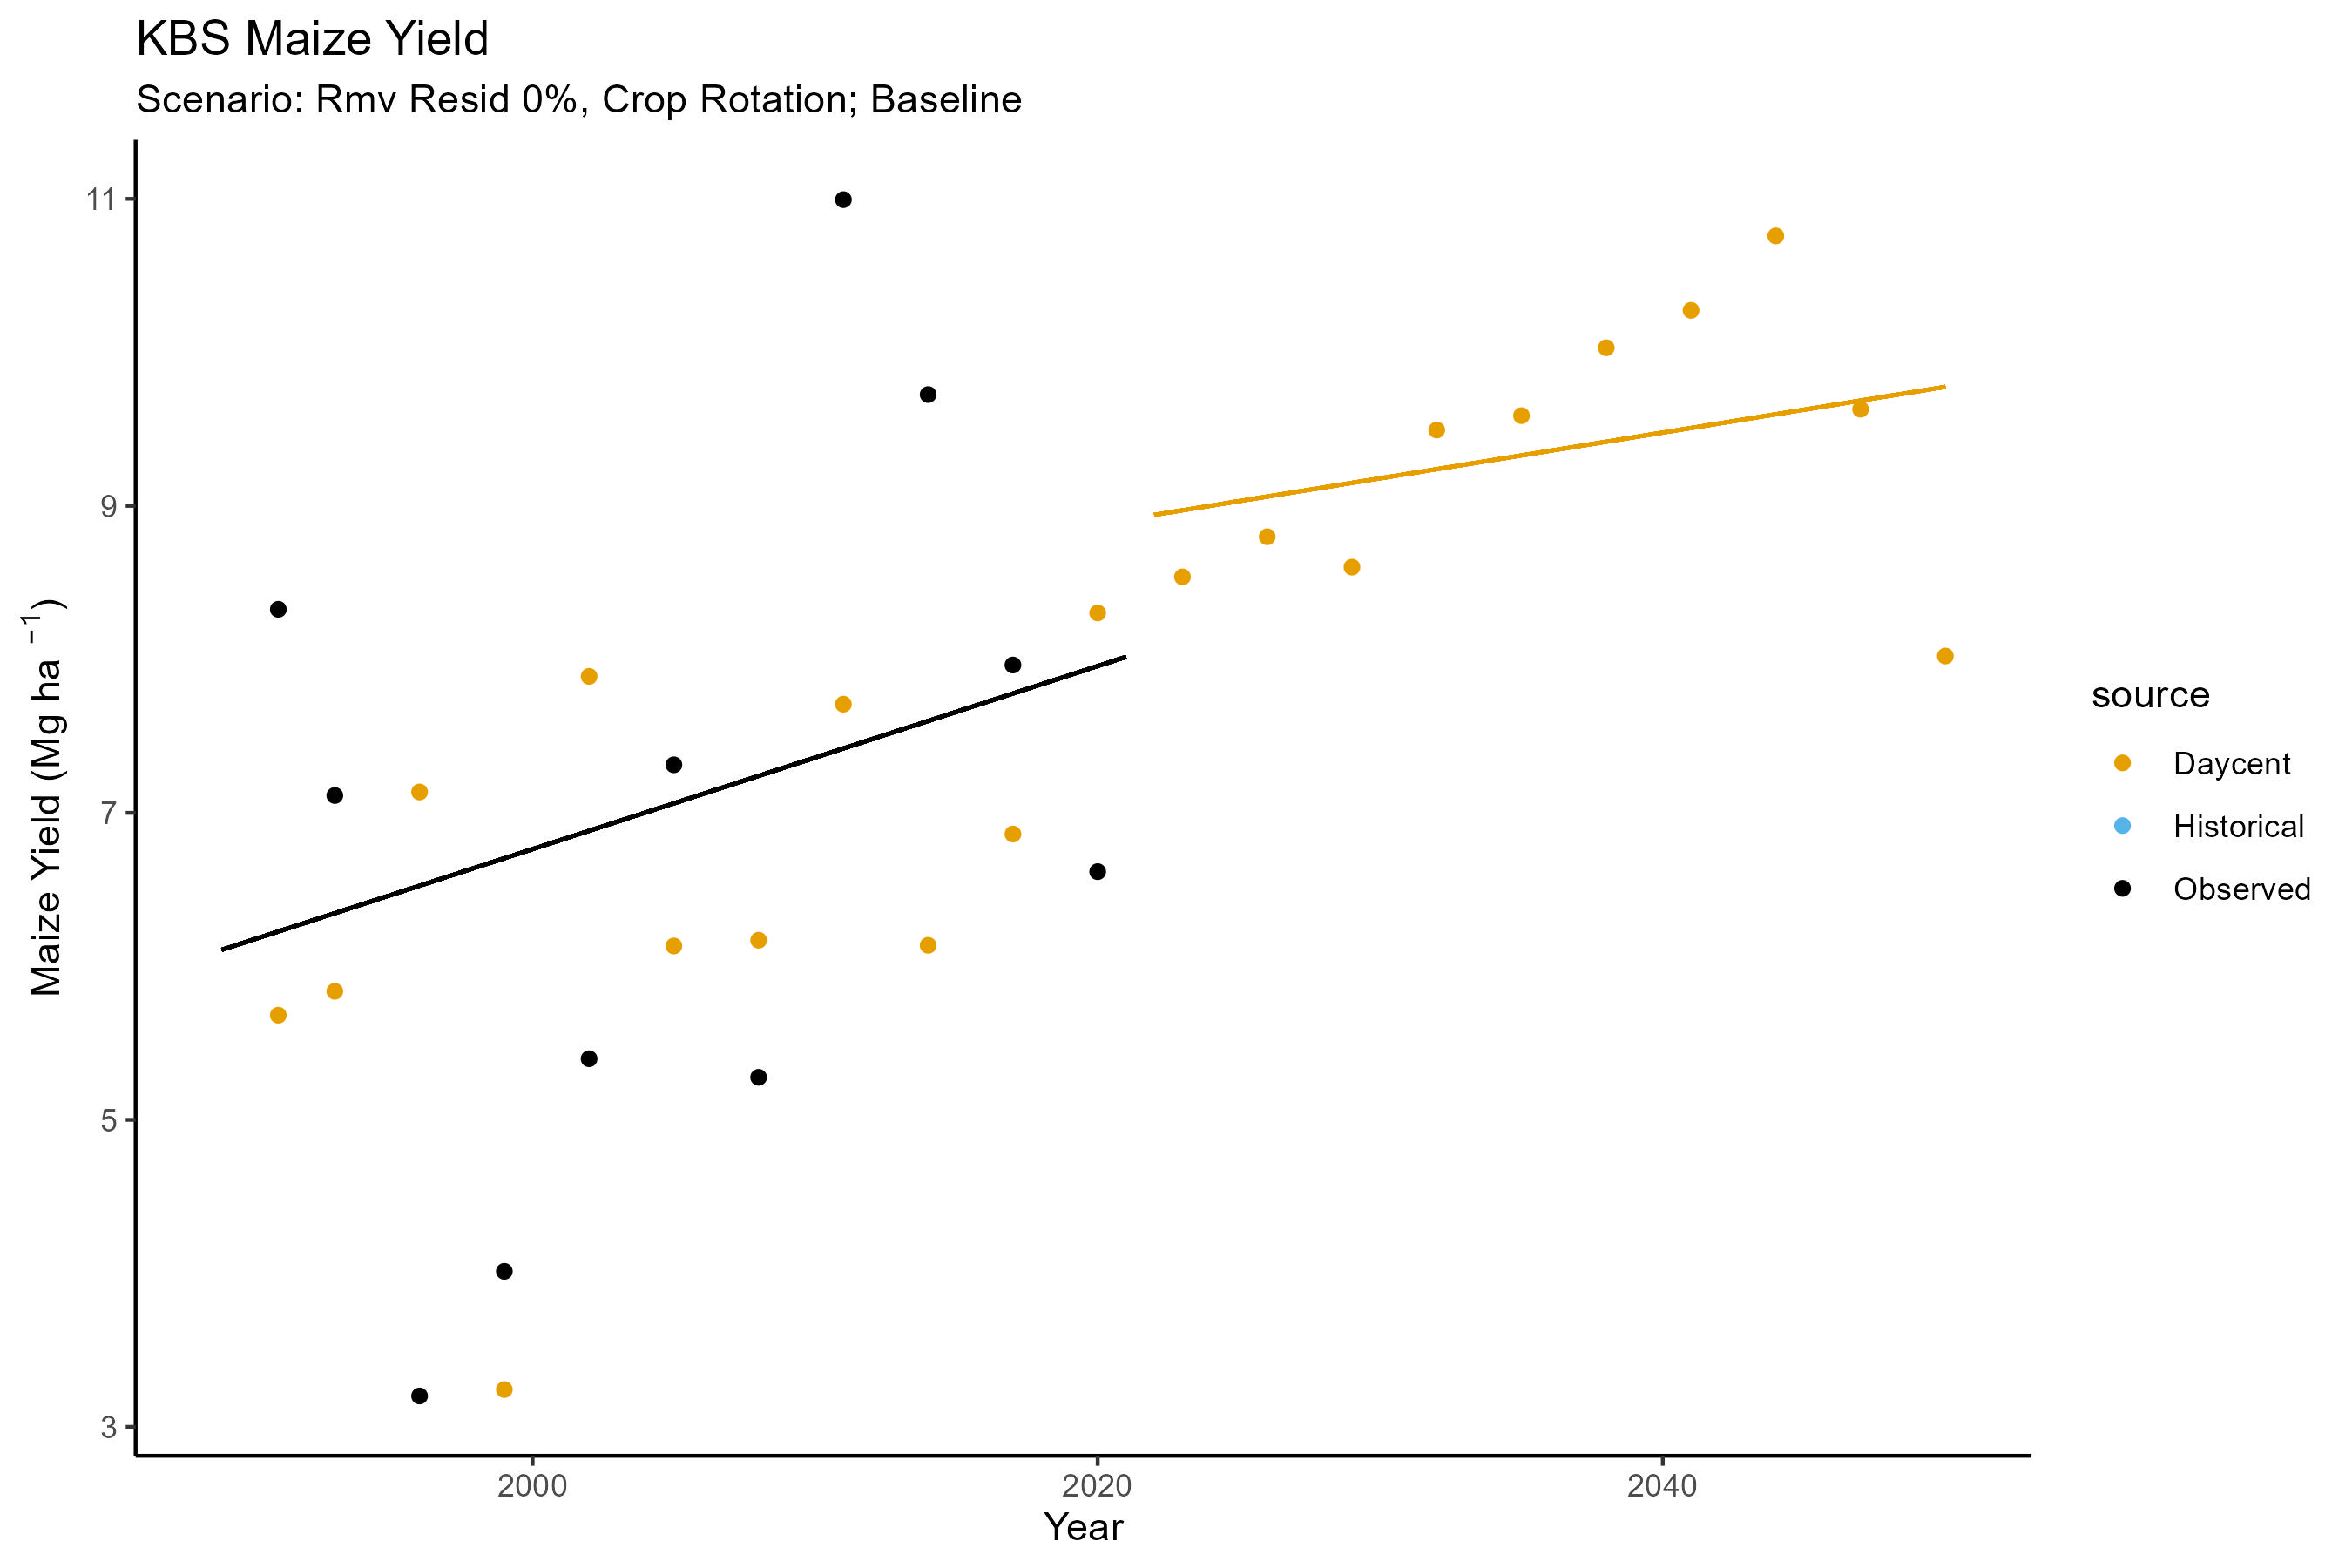 KBS Maize Yield
Scenario: Rmv Resid 0%, Crop Rotation; Baseline
Maize Yield (Mg ha −1)
11
9
7
5
3
2000
2020
2040
Year
source
Daycent
Historical
Observed